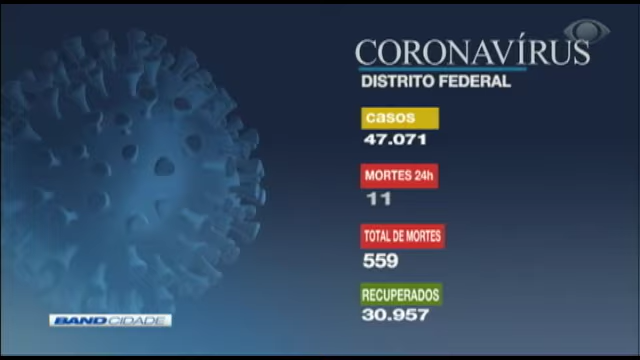 CORONAVÍRUS
DISTRITO FEDERAL
casos
47.071
MORTES 24h
11
TOTAL DE MORTES
559
RECUPERADOS
30.957
BAND CIDADE